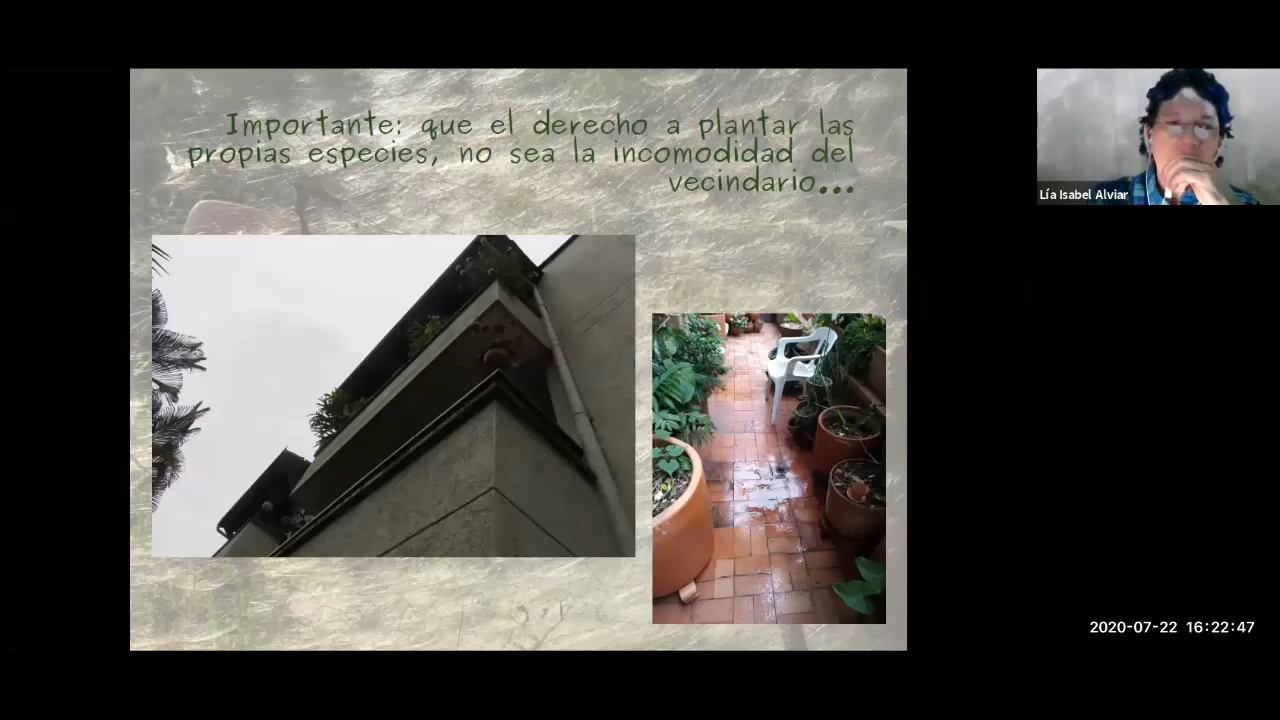 Importante: que el derecho a plantar las
propias especies, no sea la incomodidad del
vecindario...
Lía Isabel Alviar
2020-07-22 16:22:47